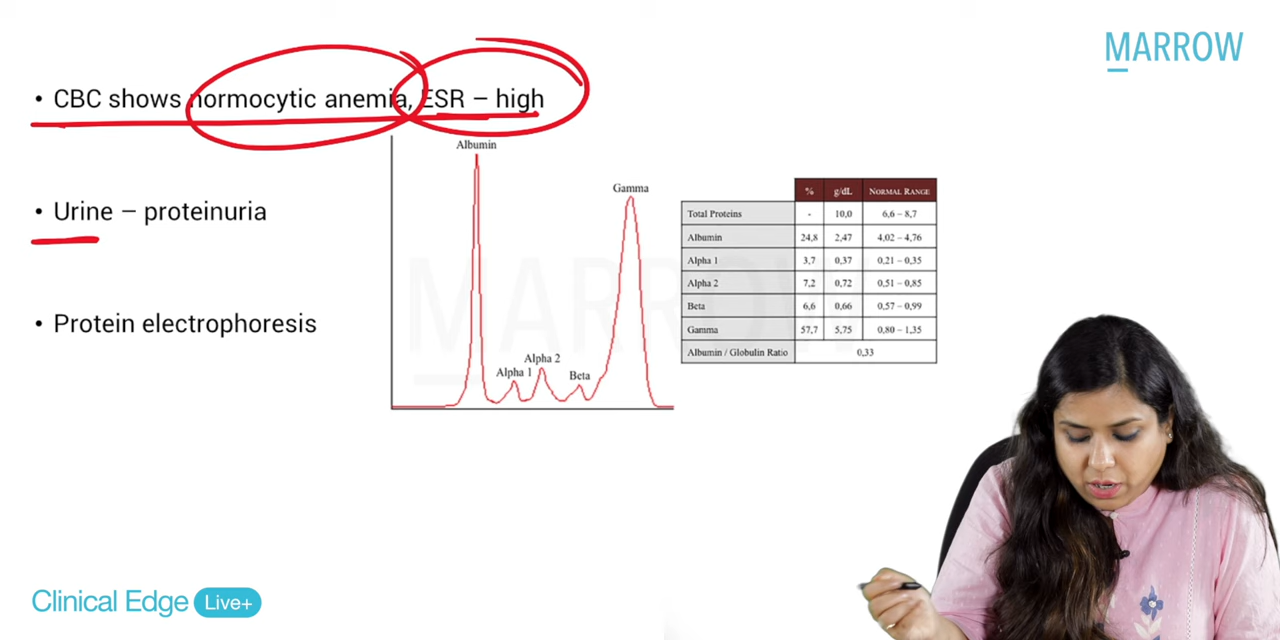 MARROW
• CBC shows normocytic anemia, ESR – high
Albumin
Gamma
% g/dL NORMAL RANGE
Total Proteins - 10,0 6,6 – 8,7
• Urine – proteinuria
Albumin 24,8 2,47 4,02 – 4,76
Alpha 1 3,7 0,37 0,21 – 0,35
Alpha 2 7,2 0,72 0,51 – 0,85
Beta 6,6 0,66 0,57 – 0,99
Gamma 57,7 5,75 0,80 – 1,35
Albumin / Globulin Ratio 0,33
• Protein electrophoresis
Alpha 2
Alpha 1
Beta
MARROW
Clinical Edge Live+